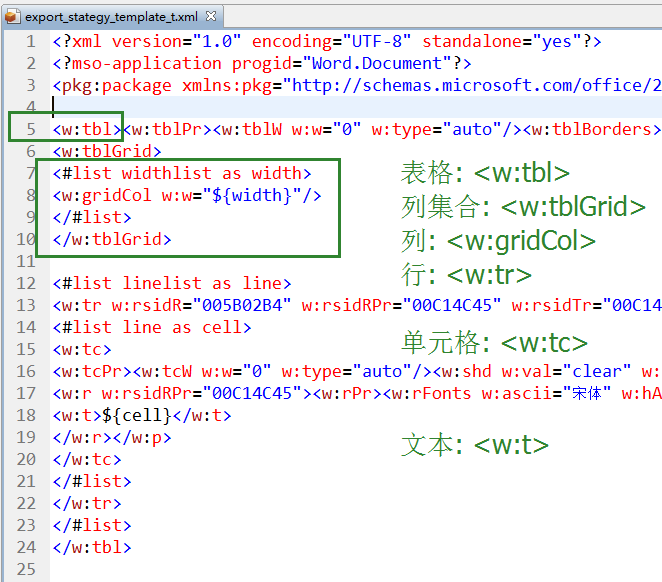 export_stategy_template_t.xml
1 <?xml version="1.0" encoding="UTF-8" standalone="yes"?>
2 <?mso-application progid="Word.Document"?>
3 <pkg:package xmlns:pkg="http://schemas.microsoft.com/office/2
4
5 <w:tbl><w:tblPr><w:tblW w:w="0" w:type="auto"/><w:tblBorders>
6 <w:tblGrid>
7 <#list widthlist as width>
8 <w:gridCol w:w="${width}"/>
9 </#list>
10 </w:tblGrid>
11
12 <#list linelist as line>
13 <w:tr w:rsidR="005B02B4" w:rsidRPr="00C14C45" w:rsidTr="00C14
14 <#list line as cell>
15 <w:tc>
16 <w:tcPr><w:tcW w:w="0" w:type="auto"/><w:shd w:val="clear" w:
17 <w:r w:rsidRPr="00C14C45"><w:rPr><w:rFonts w:ascii="宋体" w:hA
18 <w:t>${cell}</w:t>
19 </w:r></w:p>
20 </w:tc>
21 </#list>
22 </w:tr>
23 </#list>
24 </w:tbl>
25
表格: <w:tbl>
列集合: <w:tblGrid>
列: <w:gridCol>
行: <w:tr>
单元格: <w:tc>
文本: <w:t>